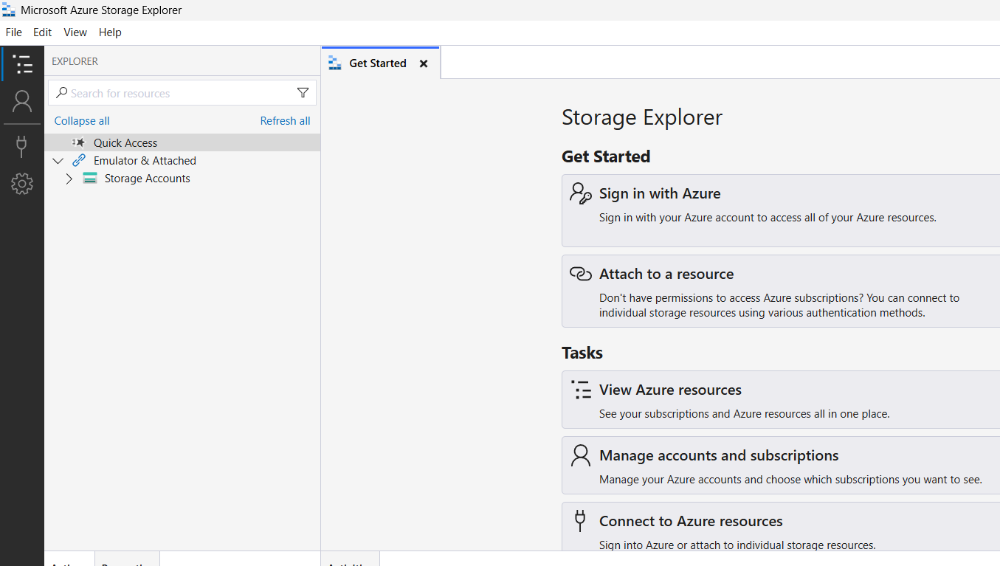 Microsoft Azure Storage Explorer
File Edit View Help
EXPLORER
Search for resources
Collapse all Refresh all
Quick Access
Emulator & Attached
Storage Accounts
Get Started
Storage Explorer
Get Started
Sign in with Azure
Sign in with your Azure account to access all of your Azure resources.
Attach to a resource
Don't have permissions to access Azure subscriptions? You can connect to
individual storage resources using various authentication methods.
Tasks
View Azure resources
See your subscriptions and Azure resources all in one place.
Manage accounts and subscriptions
Manage your Azure accounts and choose which subscriptions you want to see.
Connect to Azure resources
Sign into Azure or attach to individual storage resources.